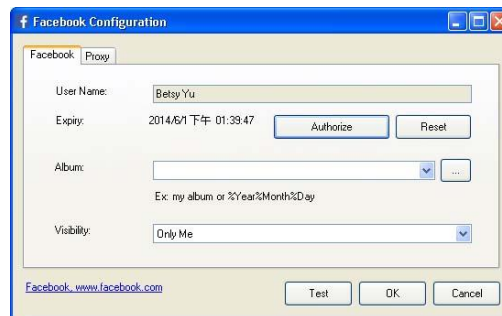 f Facebook Configuration
Facebook Proxy
User Name: Betsy Yu
Expiry: 2014/6/1 下午 01:39:47 Authorize Reset
Album: ...
Ex: my album or %Year%Month%Day
Visibility: Only Me
Facebook, www.facebook.com Test OK Cancel